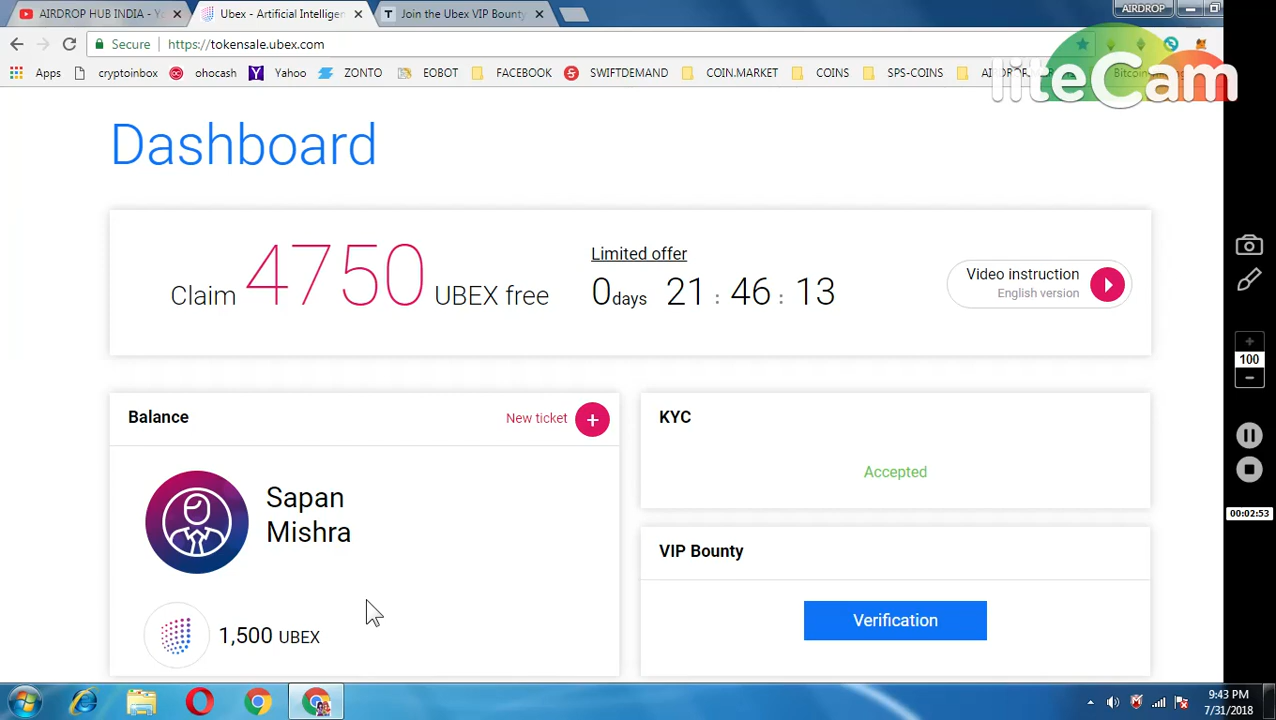 AIRDROP HUB INDIA - Yo
Ubex - Artificial Intelligen
Join the Ubex VIP Bounty
AIRDROP
Secure
https://tokensale.ubex.com
Apps
cryptoinbox
ohocash
Yahoo
ZONTO
EOBOT
FACEBOOK
SWIFTDEMAND
COIN.MARKET
COINS
SPS-COINS
liteCam
Dashboard
Claim 4750 UBEX free
Limited offer
0days 21 : 46 : 13
Video instruction
English version
Balance
New ticket
+
KYC
Accepted
Sapan
Mishra
VIP Bounty
Verification
1,500 UBEX
100
00:02:53
9:43 PM
7/31/2018